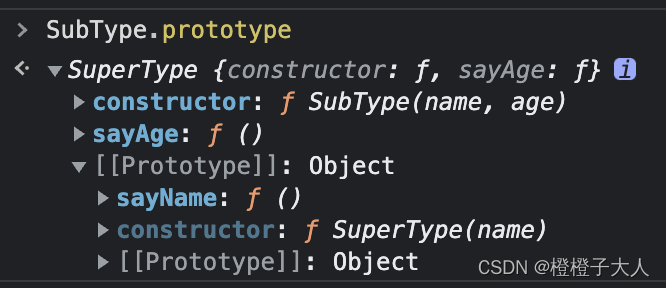 > SubType.prototype
SuperType {constructor: ƒ, sayAge: ƒ} i
constructor: ƒ SubType(name, age)
sayAge: ƒ ()
[[Prototype]]: Object
sayName: ƒ ()
constructor: ƒ SuperType(name)
[[Prototype]]: Object
CSDN @橙橙子大人